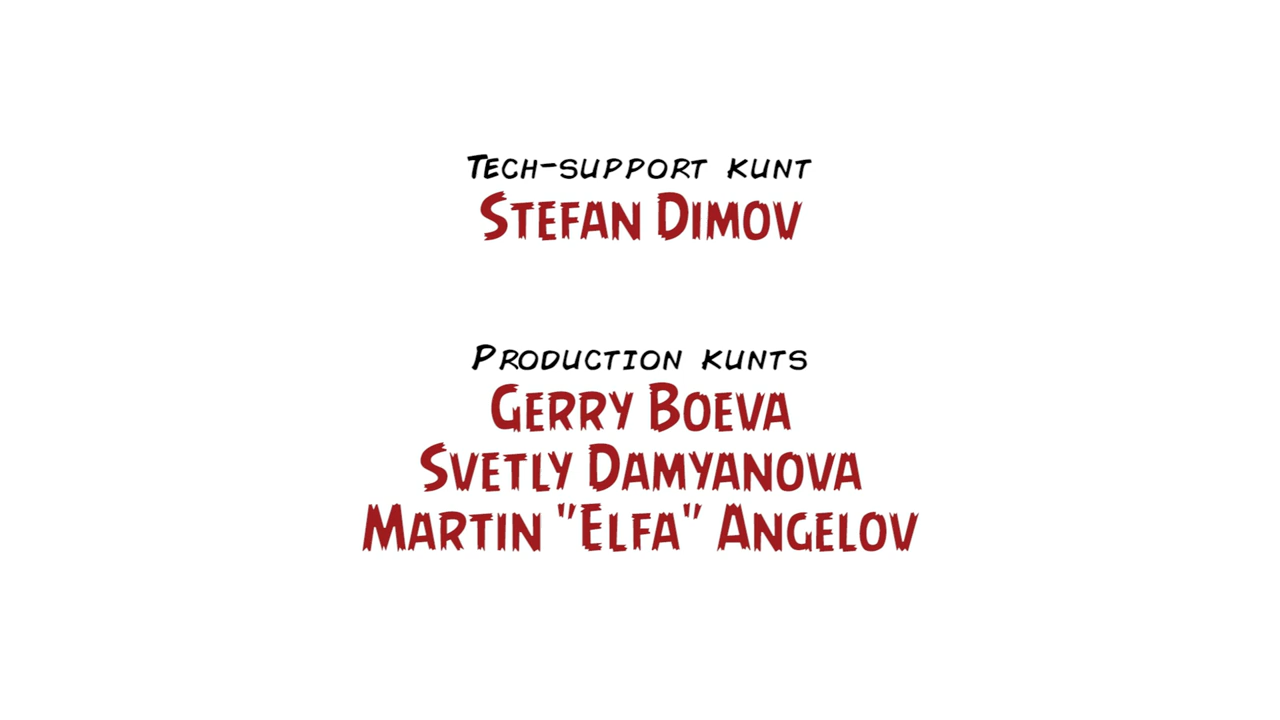 Tech-support kunt
Stefan Dimov
Production kunts
Gerry Boeva
Svetly Damyanova
Martin "Elfa" Angelov